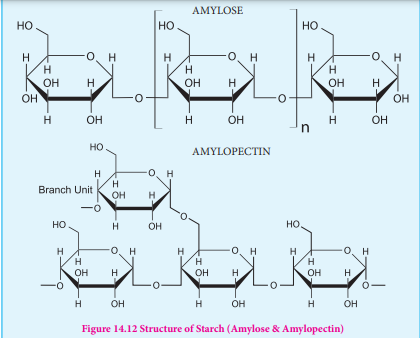 AMYLOSE
HO HO HO
H O H H O H H O H
H H H
OH H OH H OH H
OH O O OH
H OH H OH H OH
n
HO
AMYLOPECTIN
H O H
H
Branch Unit OH H
O
O
H OH
HO HO
H O H H O H H O H
H H H
OH H OH H OH H
O O O O
H OH H OH H OH
Figure 14.12 Structure of Starch (Amylose & Amylopectin)